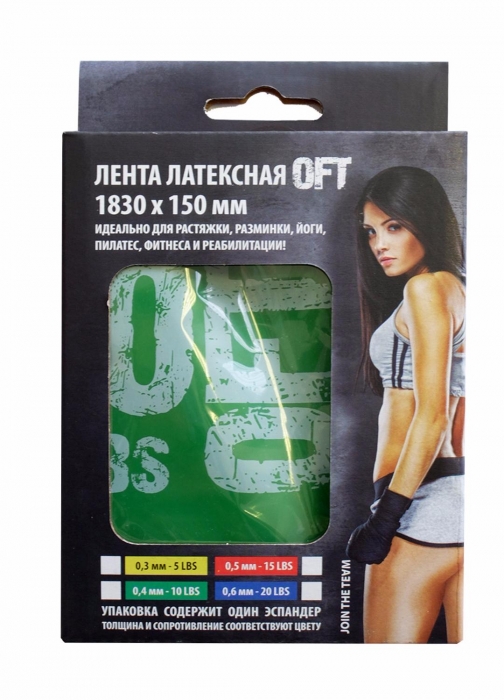 ЛЕНТА ЛАТЕКСНАЯ OFT
1830 x 150 мм
ИДЕАЛЬНО ДЛЯ РАСТЯЖКИ, РАЗМИНКИ, ЙОГИ,
ПИЛАТЕС, ФИТНЕСА И РЕАБИЛИТАЦИИ!
BS
0,3 мм - 5 LBS
0,5 мм - 15 LBS
0,4 мм - 10 LBS
0,6 мм - 20 LBS
УПАКОВКА СОДЕРЖИТ ОДИН ЭСПАНДЕР
ТОЛЩИНА И СОПРОТИВЛЕНИЕ СООТВЕТСТВУЮТ ЦВЕТУ
JOIN THE TEAM